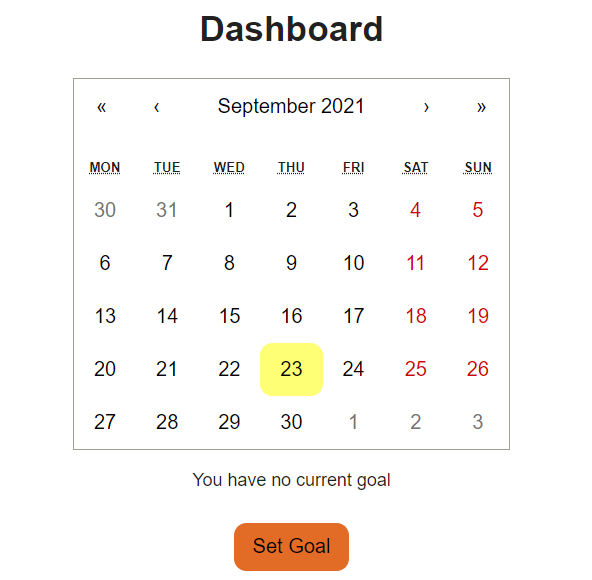 Dashboard
« ‹ September 2021 › »
MON TUE WED THU FRI SAT SUN
30 31 1 2 3 4 5
6 7 8 9 10 11 12
13 14 15 16 17 18 19
20 21 22 23 24 25 26
27 28 29 30 1 2 3
You have no current goal
Set Goal